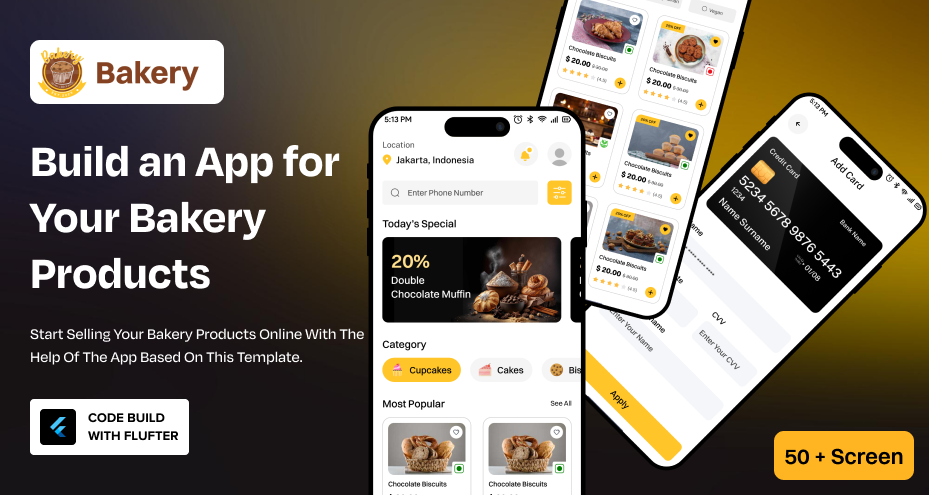 Bakery
Bakery
Build an App for
Your Bakery
Products
Start Selling Your Bakery Products Online With The
Help Of The App Based On This Template.
CODE BUILD
WITH FLUFTER
5:13 PM
Location
Jakarta, Indonesia
Enter Phone Number
Today's Special
20%
Double
Chocolate Muffin
Category
Cupcakes
Cakes
Bis
Most Popular
See All
Chocolate Biscuits
Chocolate Biscuits
Vegan
Chocolate Biscuits
$ 20.00 $ 30.00
(4.5)
20% OFF
Chocolate Biscuits
$ 20.00 $ 30.00
(4.5)
20% OFF
Chocolate Biscuits
$ 20.00 $ 30.00
(4.5)
20% OFF
Chocolate Biscuits
$ 20.00 $ 30.00
(4.5)
5:13 PM
Add Card
Credit Card
Bank Name
5234 5678 9876 5443
1234
01/08
Name Surname
CVV
Enter Your Name
Enter Your CVV
Apply
50 + Screen